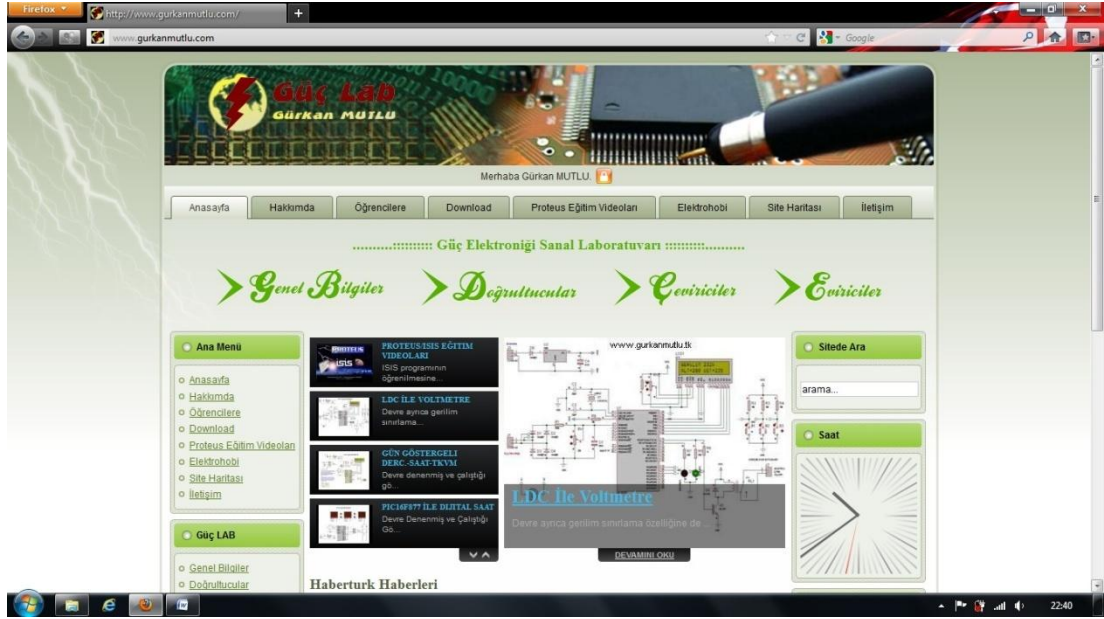 Firefox
http://www.gurkanmutlu.com/
www.gurkanmutlu.com
Google
Güç Lab
Gürkan MUTLU
Merhaba Gürkan MUTLU.
Anasayfa
Hakkımda
Öğrencilere
Download
Proteus Eğitim Videoları
Elektrohobi
Site Haritası
İletişim
..........:::::::::: Güç Elektroniği Sanal Laboratuvarı ::::::::::..........
Genel Bilgiler
Doğrultucular
Çeviriciler
Eviriciler
Ana Menü
Anasayfa
Hakkımda
Öğrencilere
Download
Proteus Eğitim Videoları
Elektrohobi
Site Haritası
İletişim
Güç LAB
Genel Bilgiler
Doğrultucular
PROTEUS
isis
PROTEUS/ISIS EĞİTİM
VİDEOLARI
ISIS programının
öğrenilmesine...
LDC İLE VOLTMETRE
Devre ayrıca gerilim
sınırlama...
GÜN GÖSTERGELİ
DERC.-SAAT-TKVM
Devre denenmiş ve çalıştığı
gö...
PIC16F877 İLE DIJITAL SAAT
Devre Denenmiş ve Çalıştığı
Gö...
www.gurkanmutlu.tk
LDC İle Voltmetre
Devre ayrıca gerilim sınırlama özelliğine de ...
DEVAMINI OKU
Habertürk Haberleri
Sitede Ara
arama...
Saat
22:40